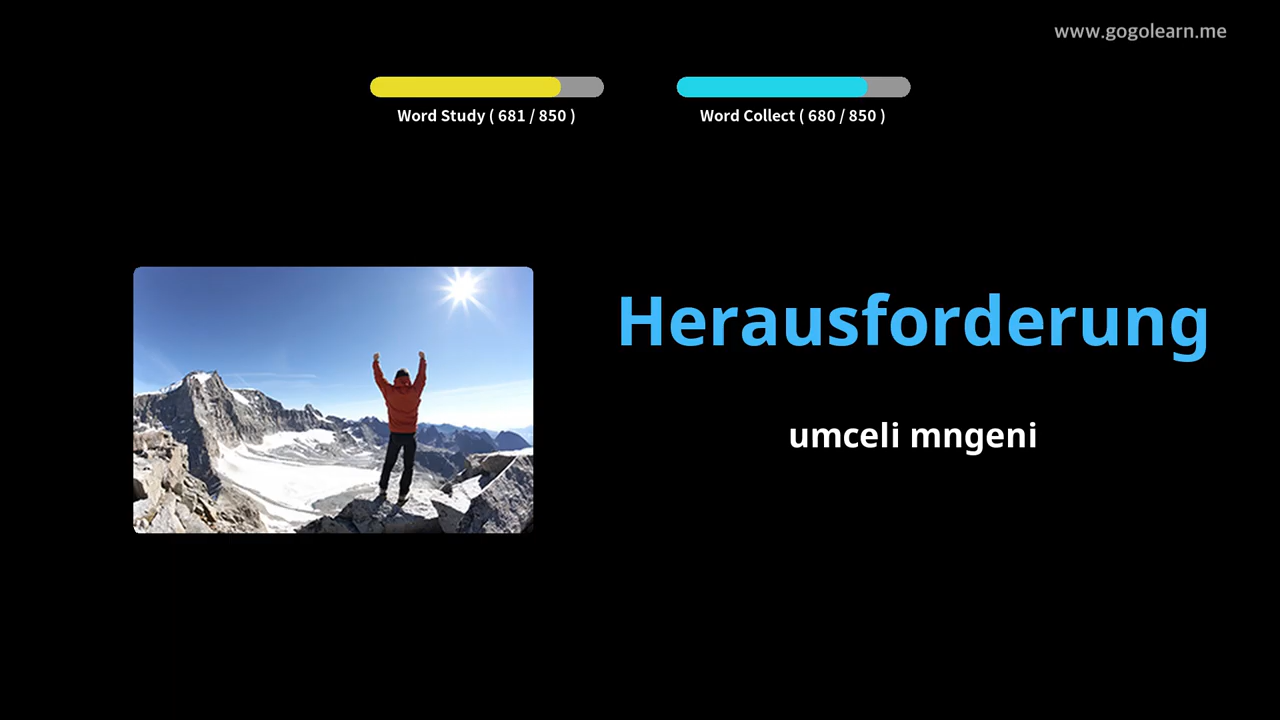 www.gogolearn.me
Word Study ( 681 / 850 )
Word Collect ( 680 / 850 )
Herausforderung
umceli mngeni